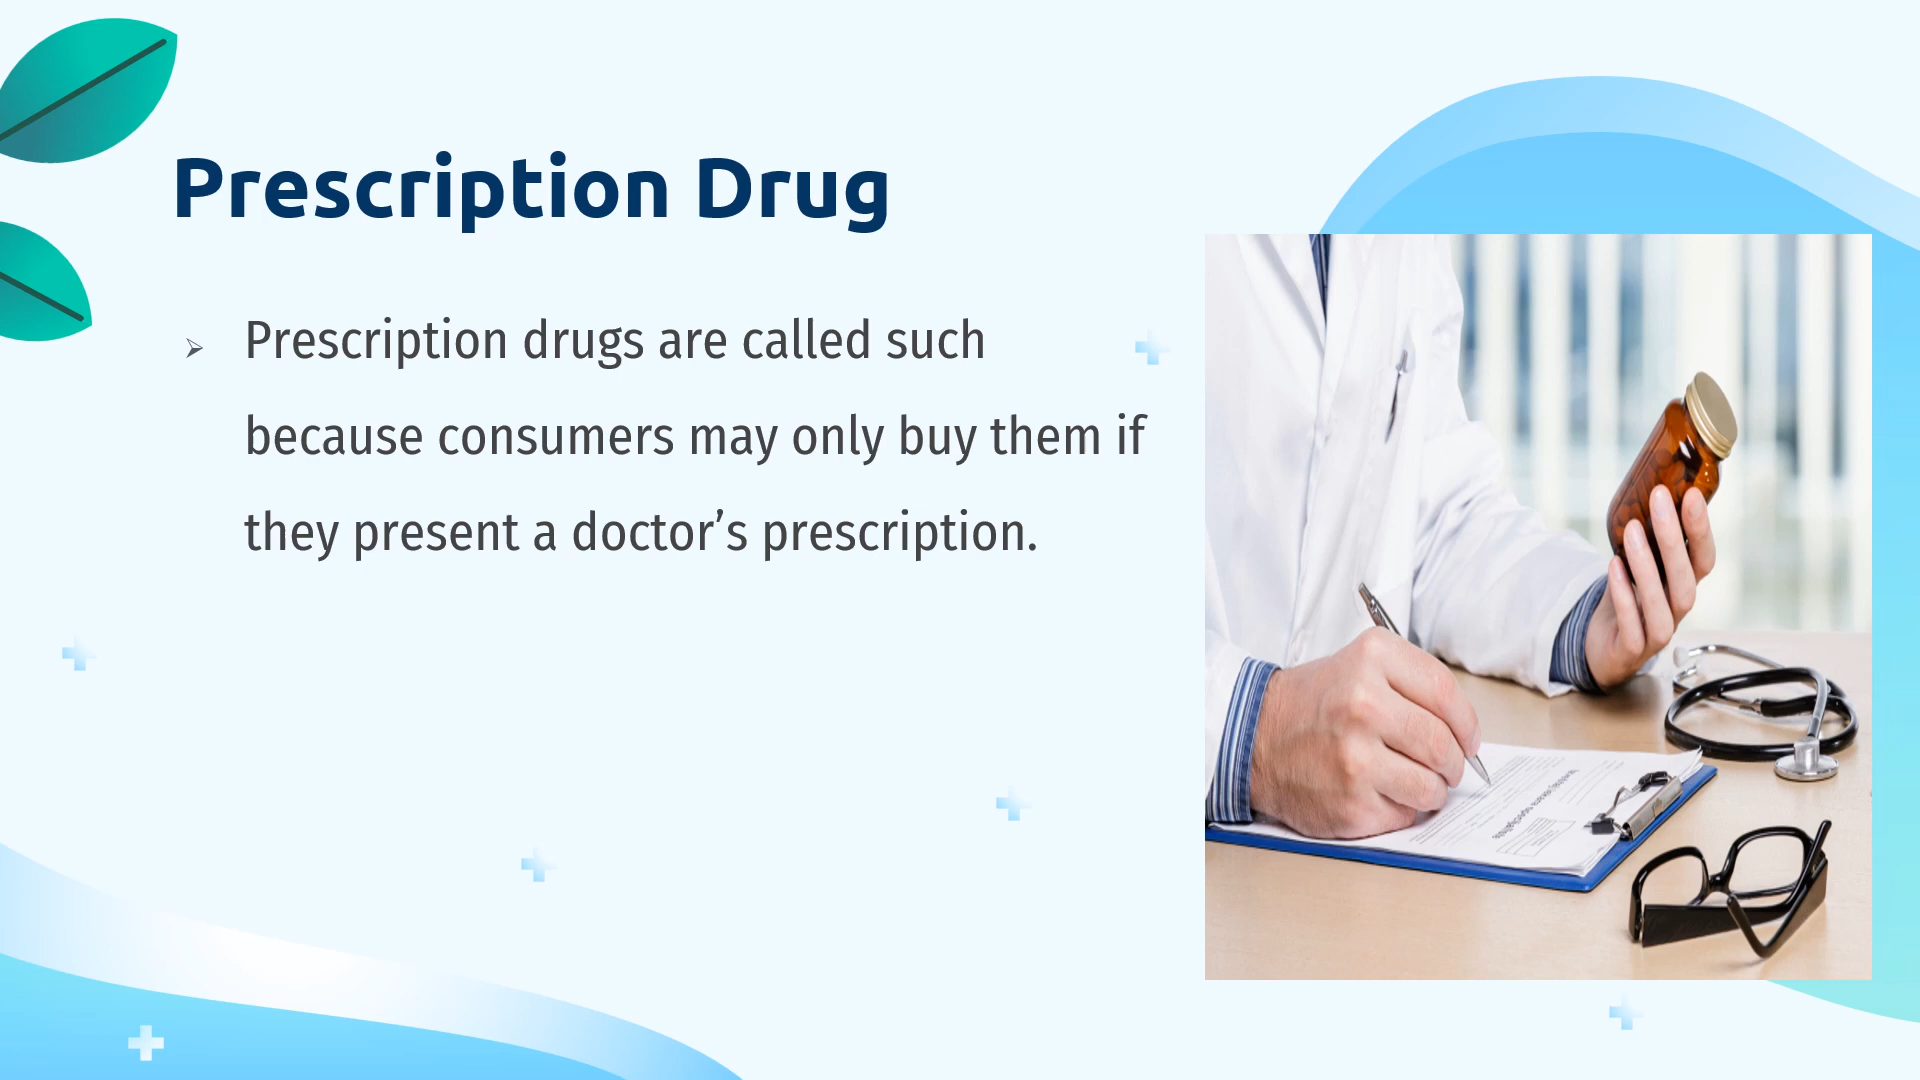 Prescription Drug
➢ Prescription drugs are called such
because consumers may only buy them if
they present a doctor’s prescription.